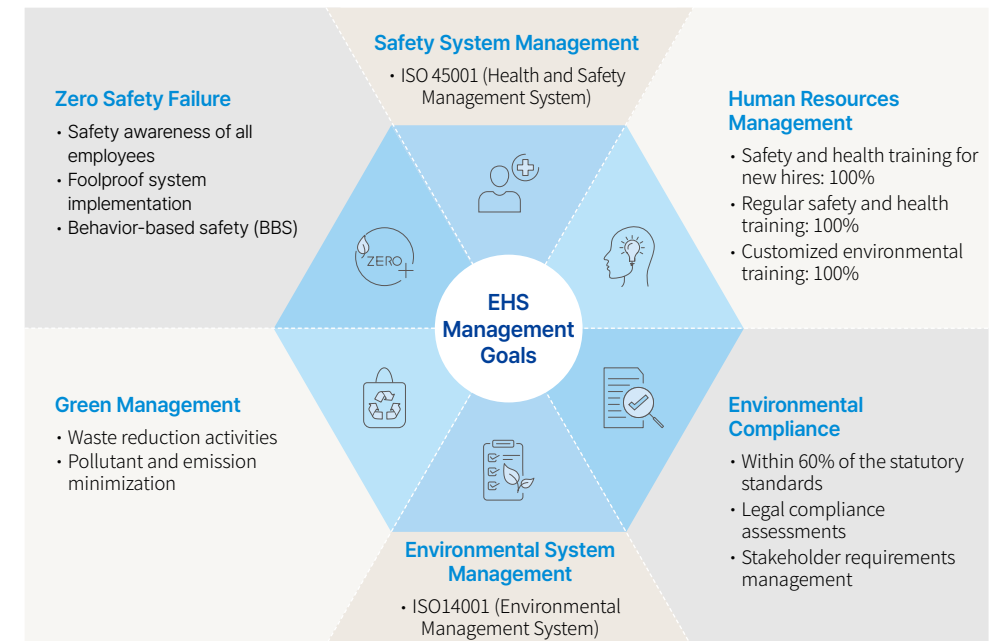 Safety System Management
· ISO 45001 (Health and Safety
Management System)
Zero Safety Failure
· Safety awareness of all
employees
· Foolproof system
implementation
· Behavior-based safety (BBS)
Human Resources
Management
· Safety and health training for
new hires: 100%
· Regular safety and health
training: 100%
· Customized environmental
training: 100%
ZERO
EHS
Management
Goals
Green Management
· Waste reduction activities
· Pollutant and emission
minimization
Environmental
Compliance
· Within 60% of the statutory
standards
· Legal compliance
assessments
· Stakeholder requirements
management
Environmental System
Management
· ISO14001 (Environmental
Management System)